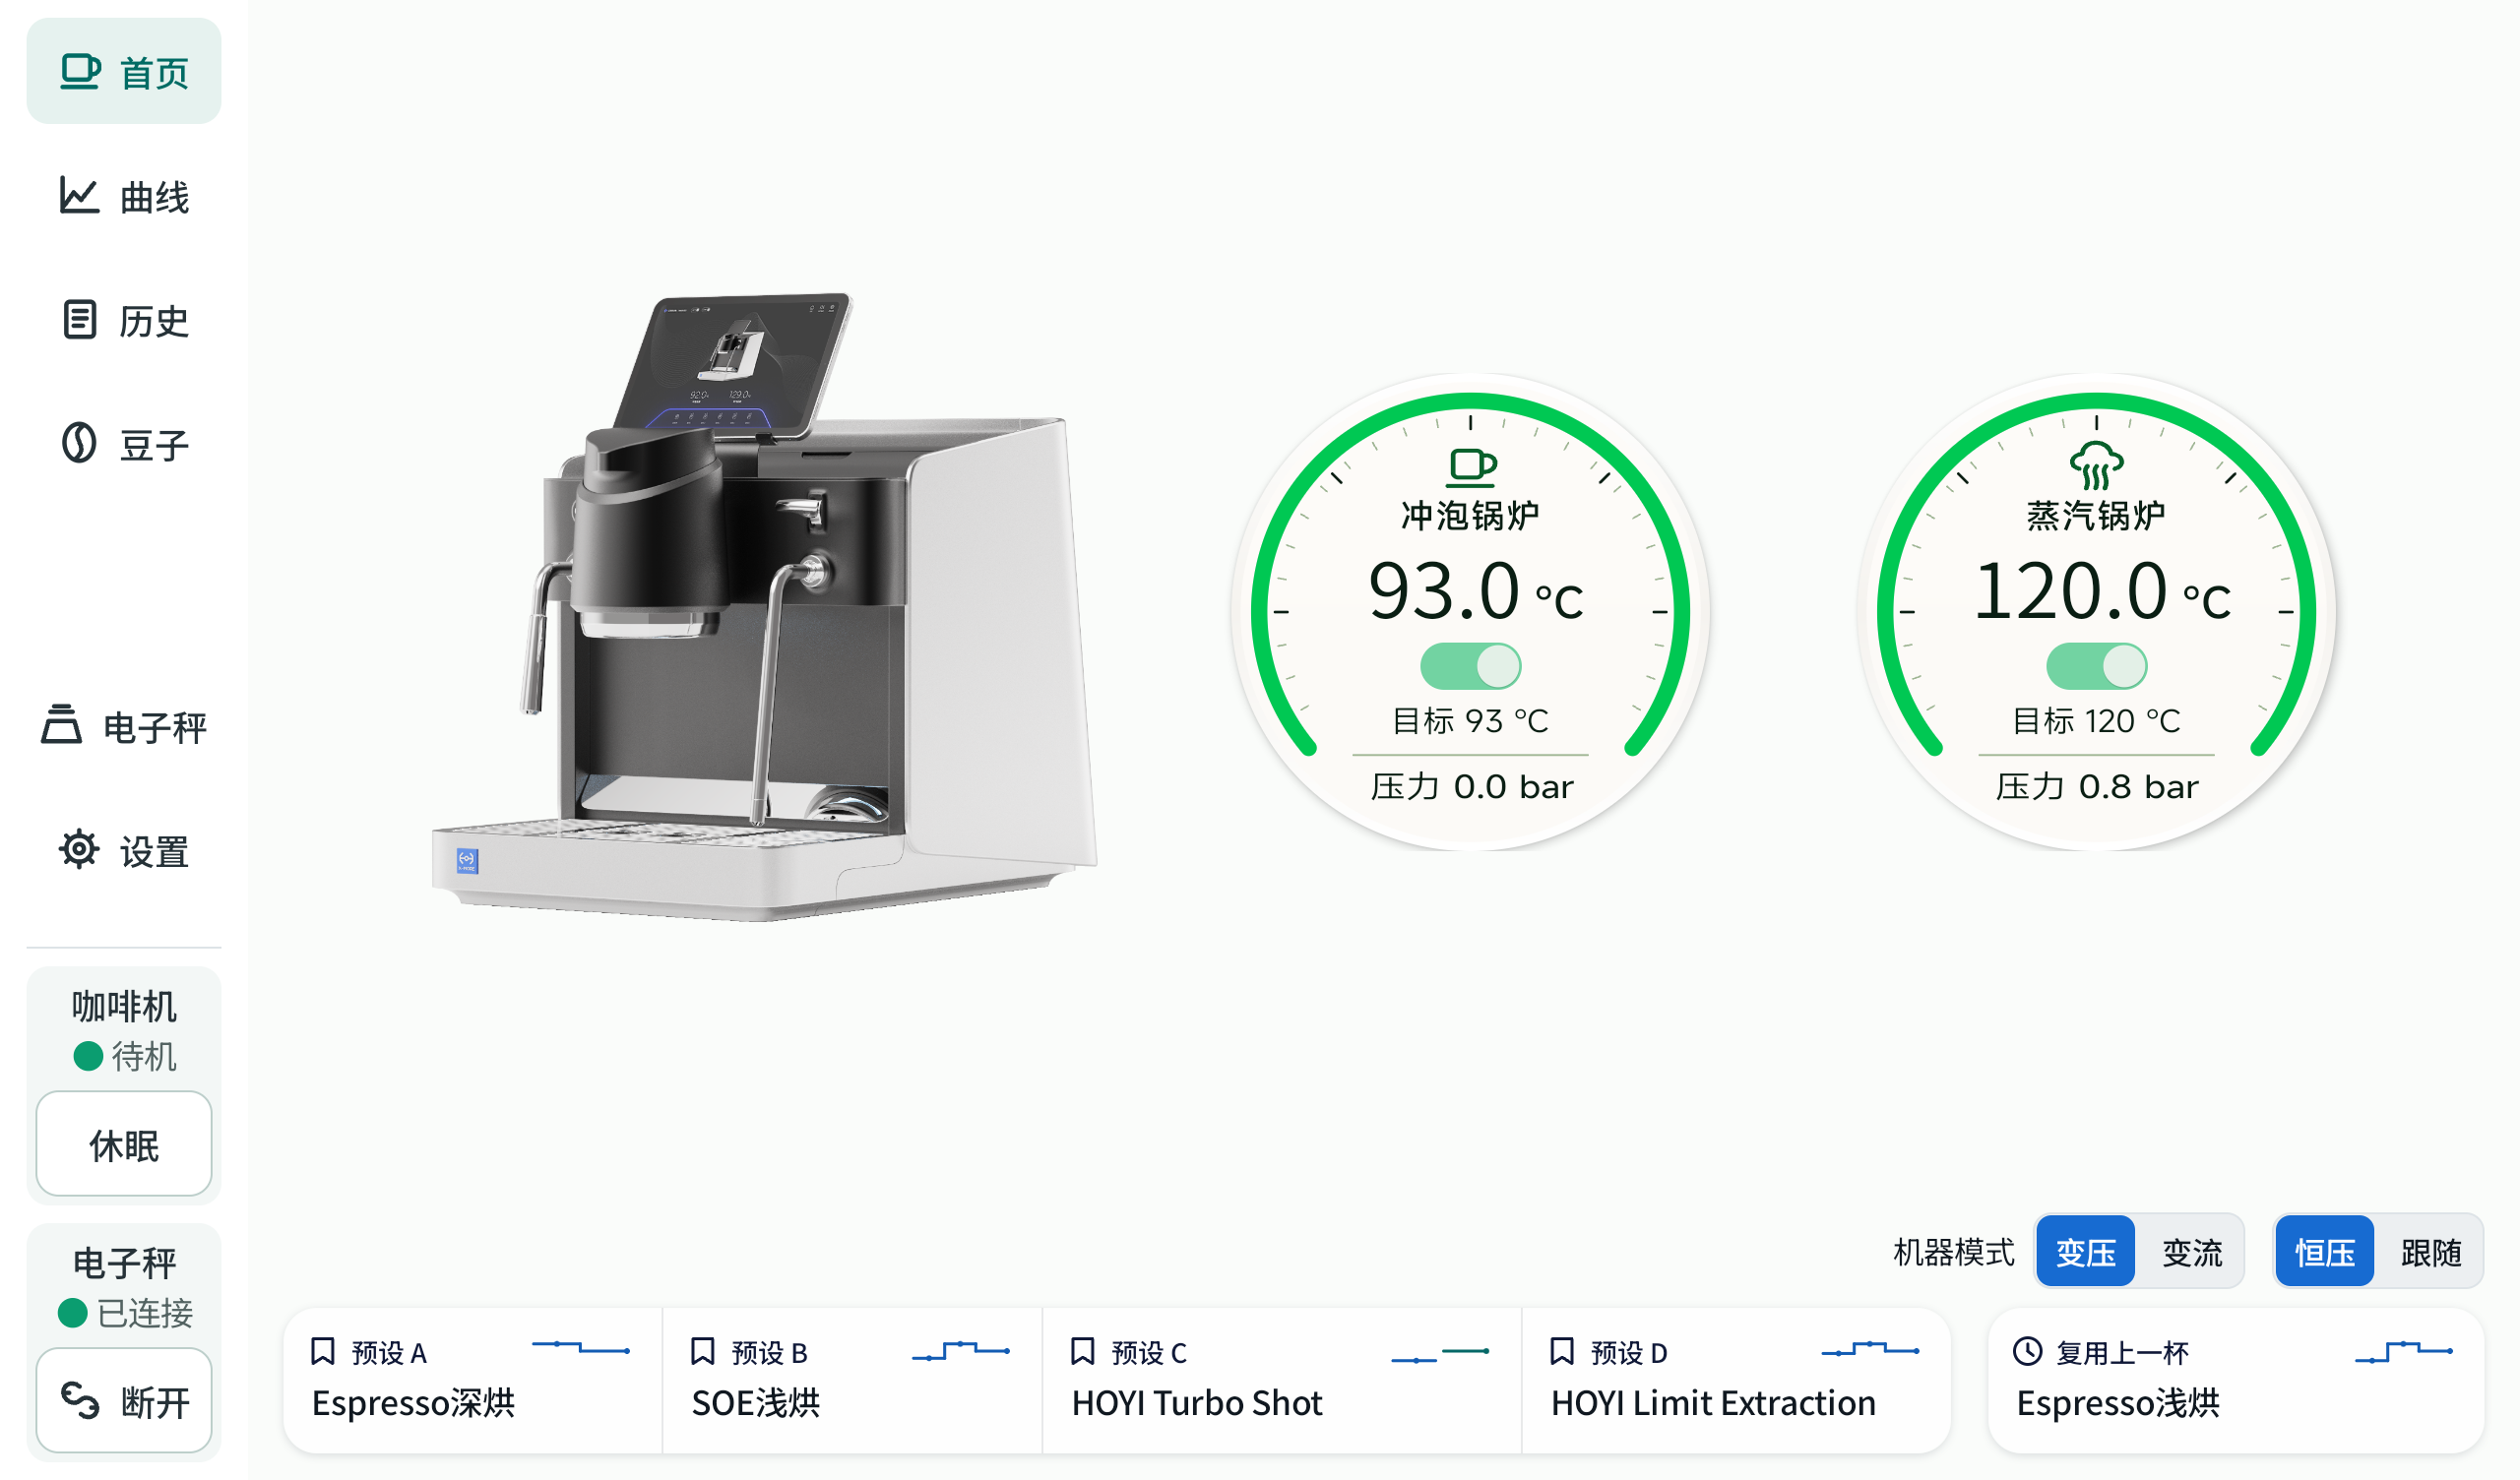 首页
曲线
历史
豆子
电子秤
设置
咖啡机
待机
休眠
电子秤
已连接
断开
冲泡锅炉
93.0 °C
目标 93 °C
压力 0.0 bar
蒸汽锅炉
120.0 °C
目标 120 °C
压力 0.8 bar
机器模式 变压 变流 恒压 跟随
预设 A
Espresso深烘
预设 B
SOE浅烘
预设 C
HOYI Turbo Shot
预设 D
HOYI Limit Extraction
复用上一杯
Espresso浅烘